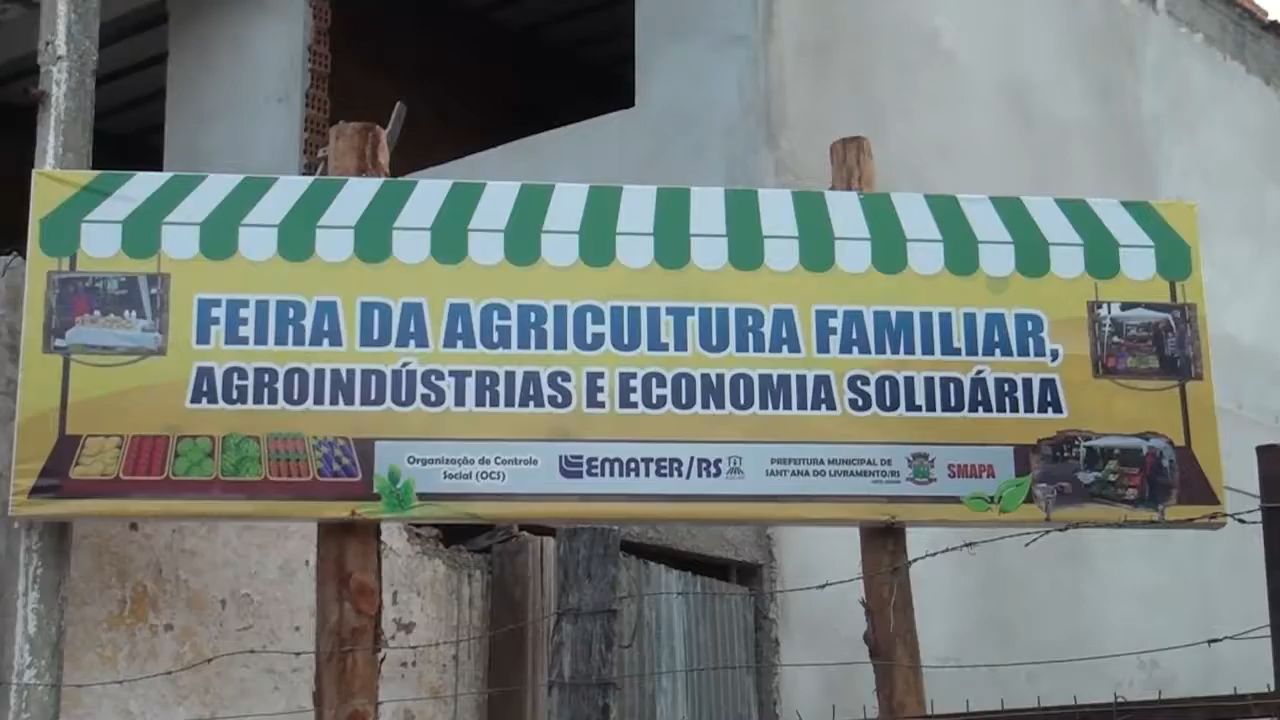 FEIRA DA AGRICULTURA FAMILIAR,
AGROINDÚSTRIAS E ECONOMIA SOLIDÁRIA
Organização de Controle
Social (OCS)
EMATER/RS
PREFEITURA MUNICIPAL DE
SANT'ANA DO LIVRAMENTO/RS
SMAPA